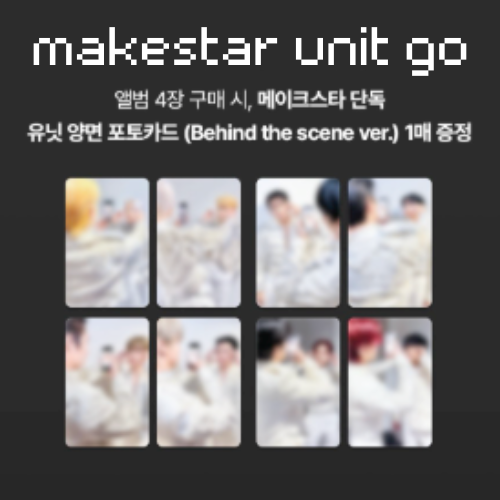 makestar unit go
앨범 4장 구매 시, 메이크스타 단독
유닛 양면 포토카드 (Behind the scene ver.) 1매 증정